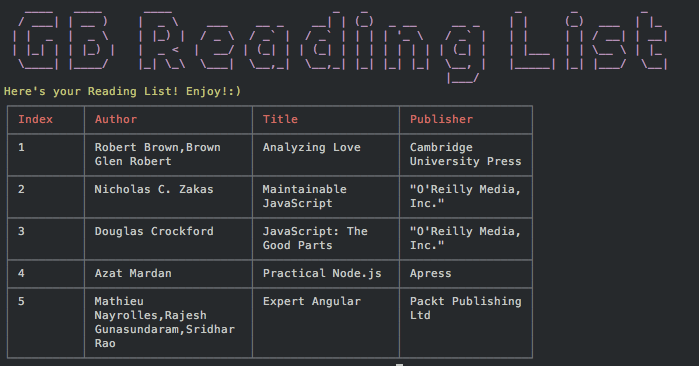 GB Reading List
Here's your Reading List! Enjoy!:)
Index Author Title Publisher
1 Robert Brown,Brown Analyzing Love Cambridge
Glen Robert University Press
2 Nicholas C. Zakas Maintainable "O'Reilly Media,
JavaScript Inc."
3 Douglas Crockford JavaScript: The "O'Reilly Media,
Good Parts Inc."
4 Azat Mardan Practical Node.js Apress
5 Mathieu Expert Angular Packt Publishing
Nayrolles,Rajesh Ltd
Gunasundaram,Sridhar
Rao